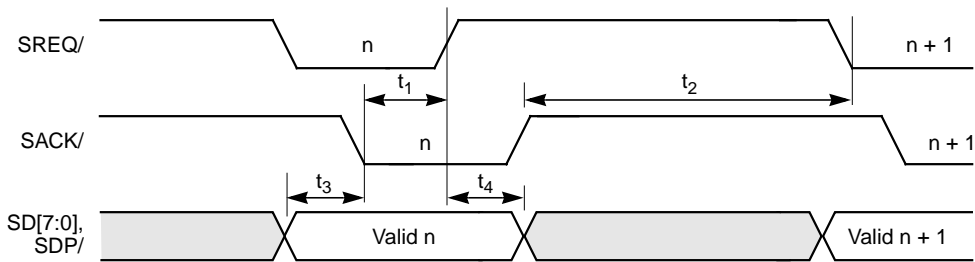 SREQ/ n n + 1
t1 t2
SACK/ n n + 1
t3 t4
SD[7:0],
SDP/ Valid n Valid n + 1